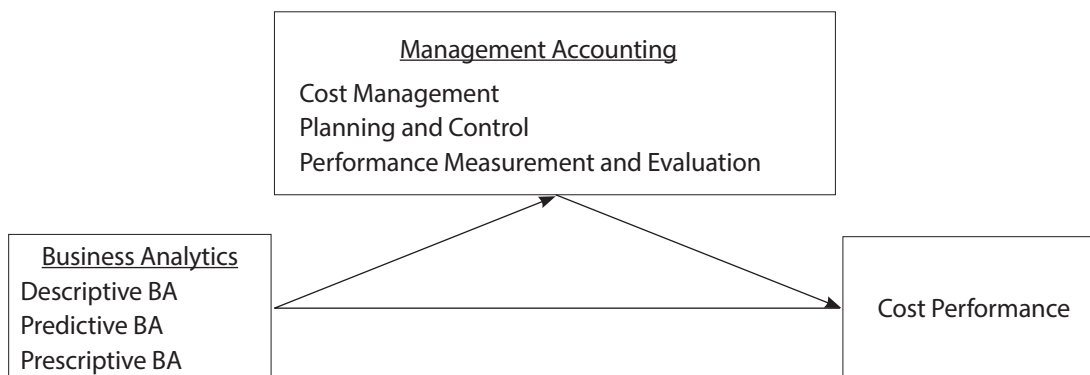 Management Accounting
Cost Management
Planning and Control
Performance Measurement and Evaluation
Business Analytics
Descriptive BA
Predictive BA
Prescriptive BA
Cost Performance